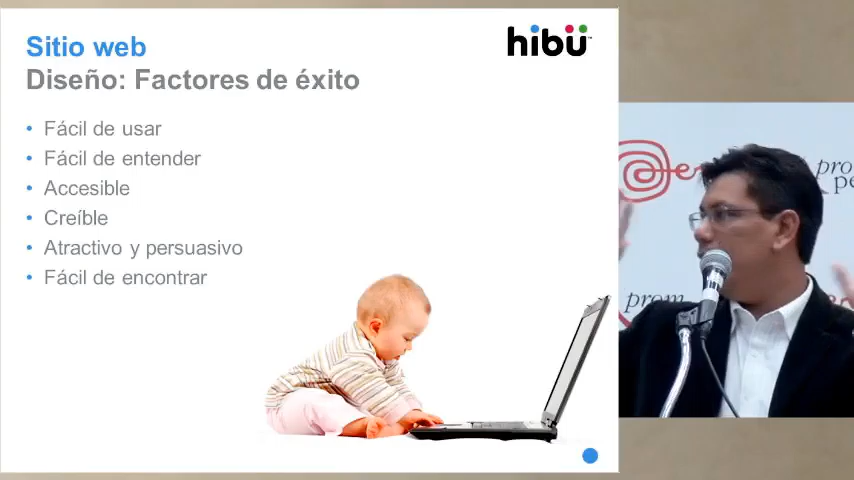 Sitio web
hibü™
Diseño: Factores de éxito
• Fácil de usar
• Fácil de entender
• Accesible
• Creíble
• Atractivo y persuasivo
• Fácil de encontrar
prom